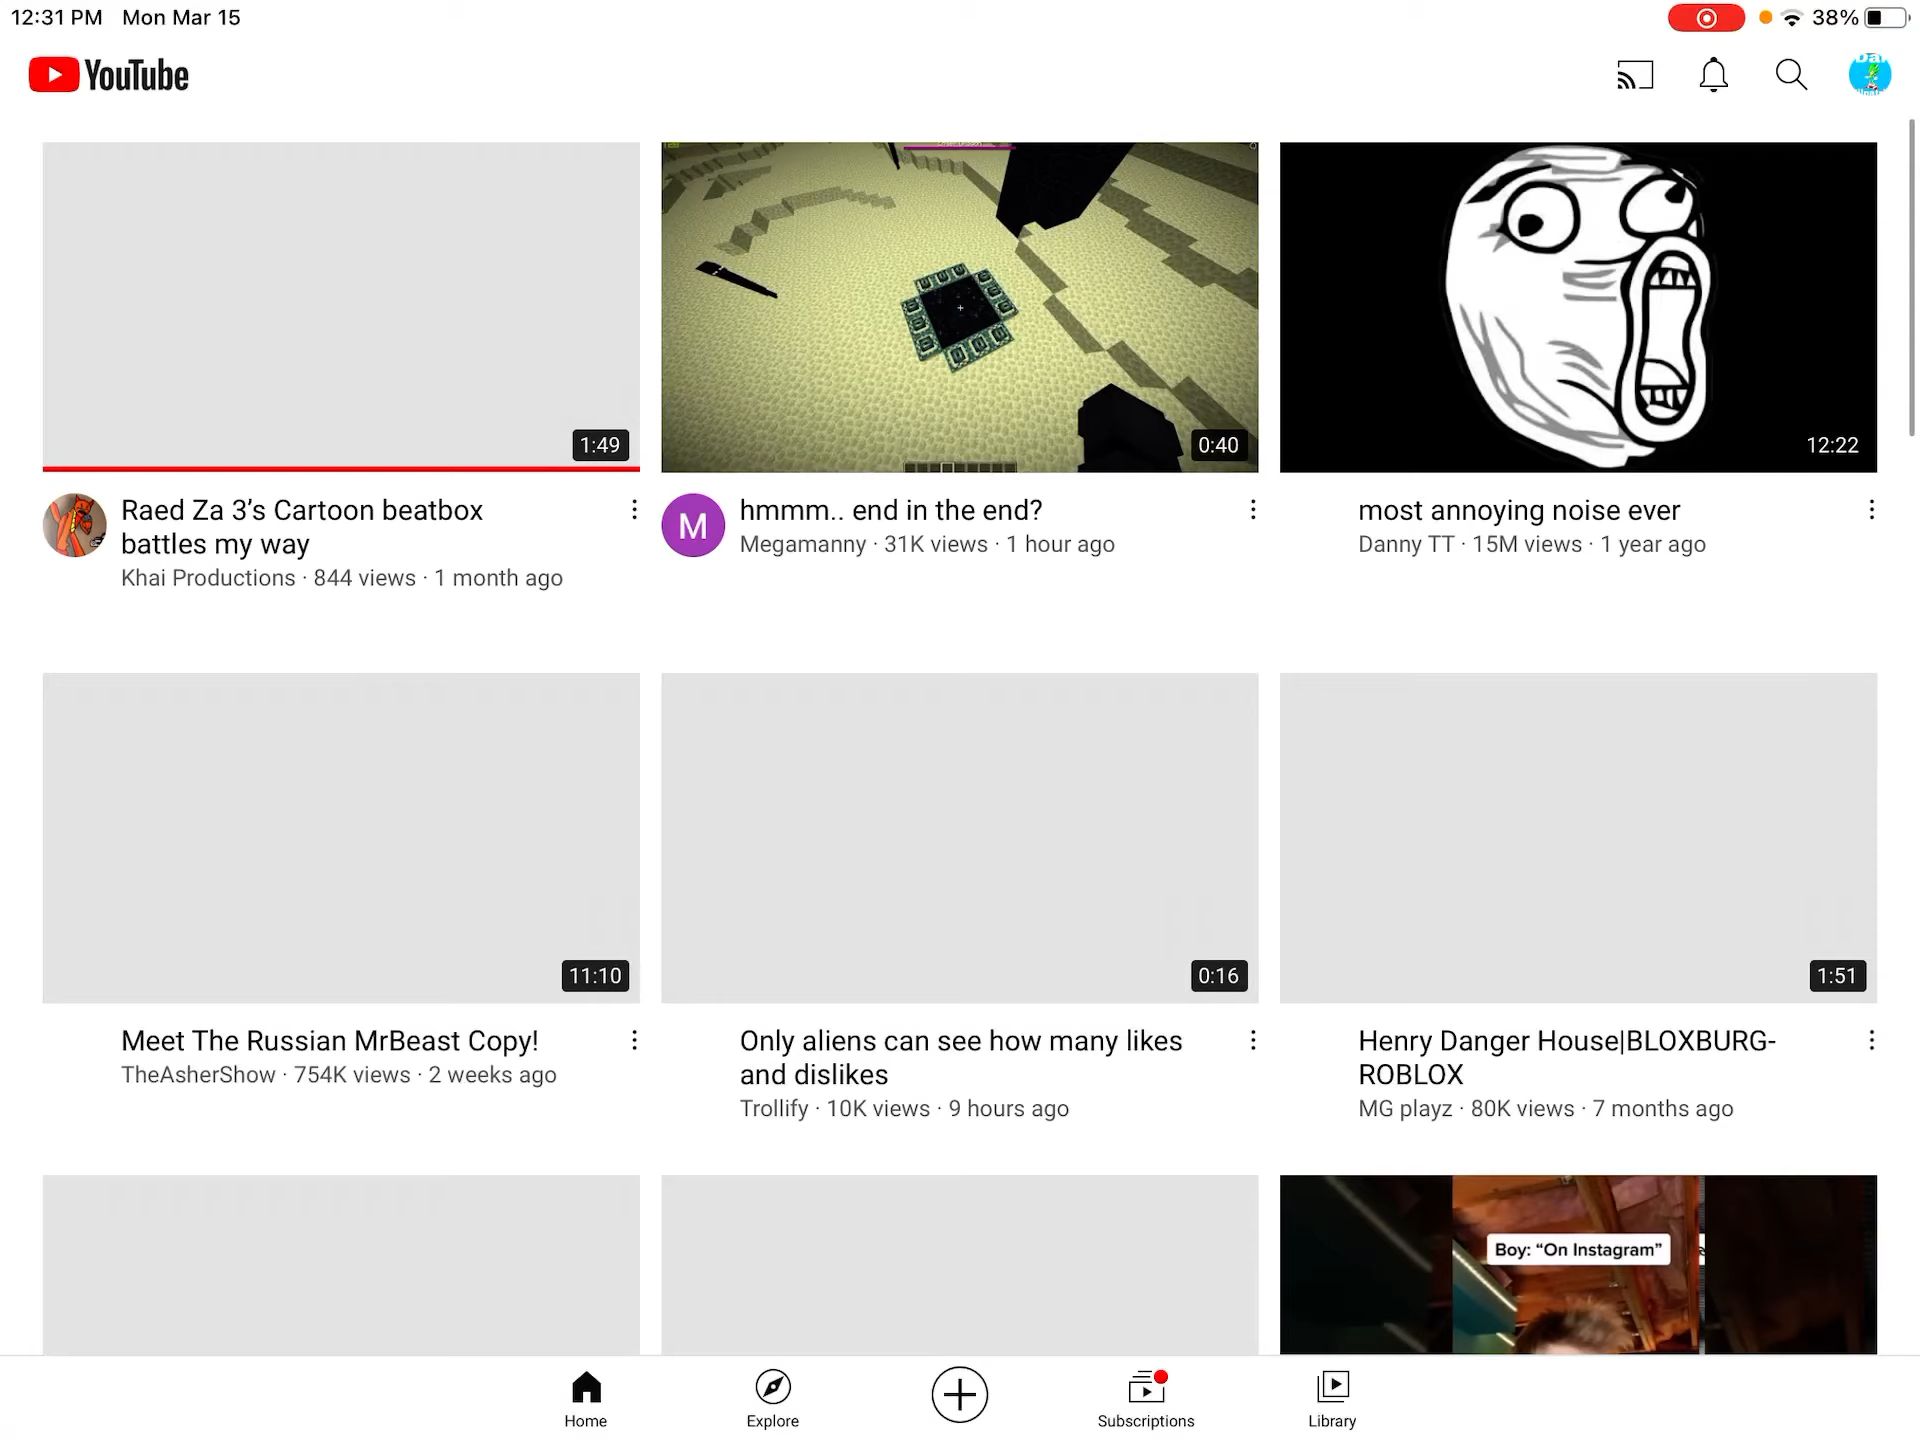 12:31 PM Mon Mar 15
38%
YouTube
1:49
0:40
12:22
Raed Za 3’s Cartoon beatbox
battles my way
Khai Productions · 844 views · 1 month ago
M
hmmm.. end in the end?
Megamanny · 31K views · 1 hour ago
most annoying noise ever
Danny TT · 15M views · 1 year ago
11:10
0:16
1:51
Meet The Russian MrBeast Copy!
TheAsherShow · 754K views · 2 weeks ago
Only aliens can see how many likes
and dislikes
Trollify · 10K views · 9 hours ago
Henry Danger House|BLOXBURG-
ROBLOX
MG playz · 80K views · 7 months ago
Boy: “On Instagram”
Home
Explore
Subscriptions
Library